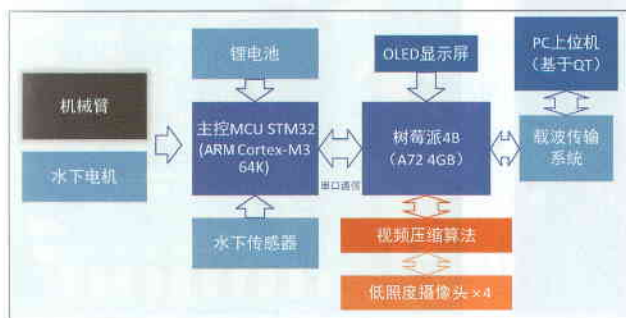 锂电池
OLED显示屏
PC上位机
（基于QT）
机械臂
主控MCU STM32
(ARM Cortex-M3
64K)
树莓派4B
（A72 4GB）
载波传输
系统
水下电机
串口通信
水下传感器
视频压缩算法
低照度摄像头×4